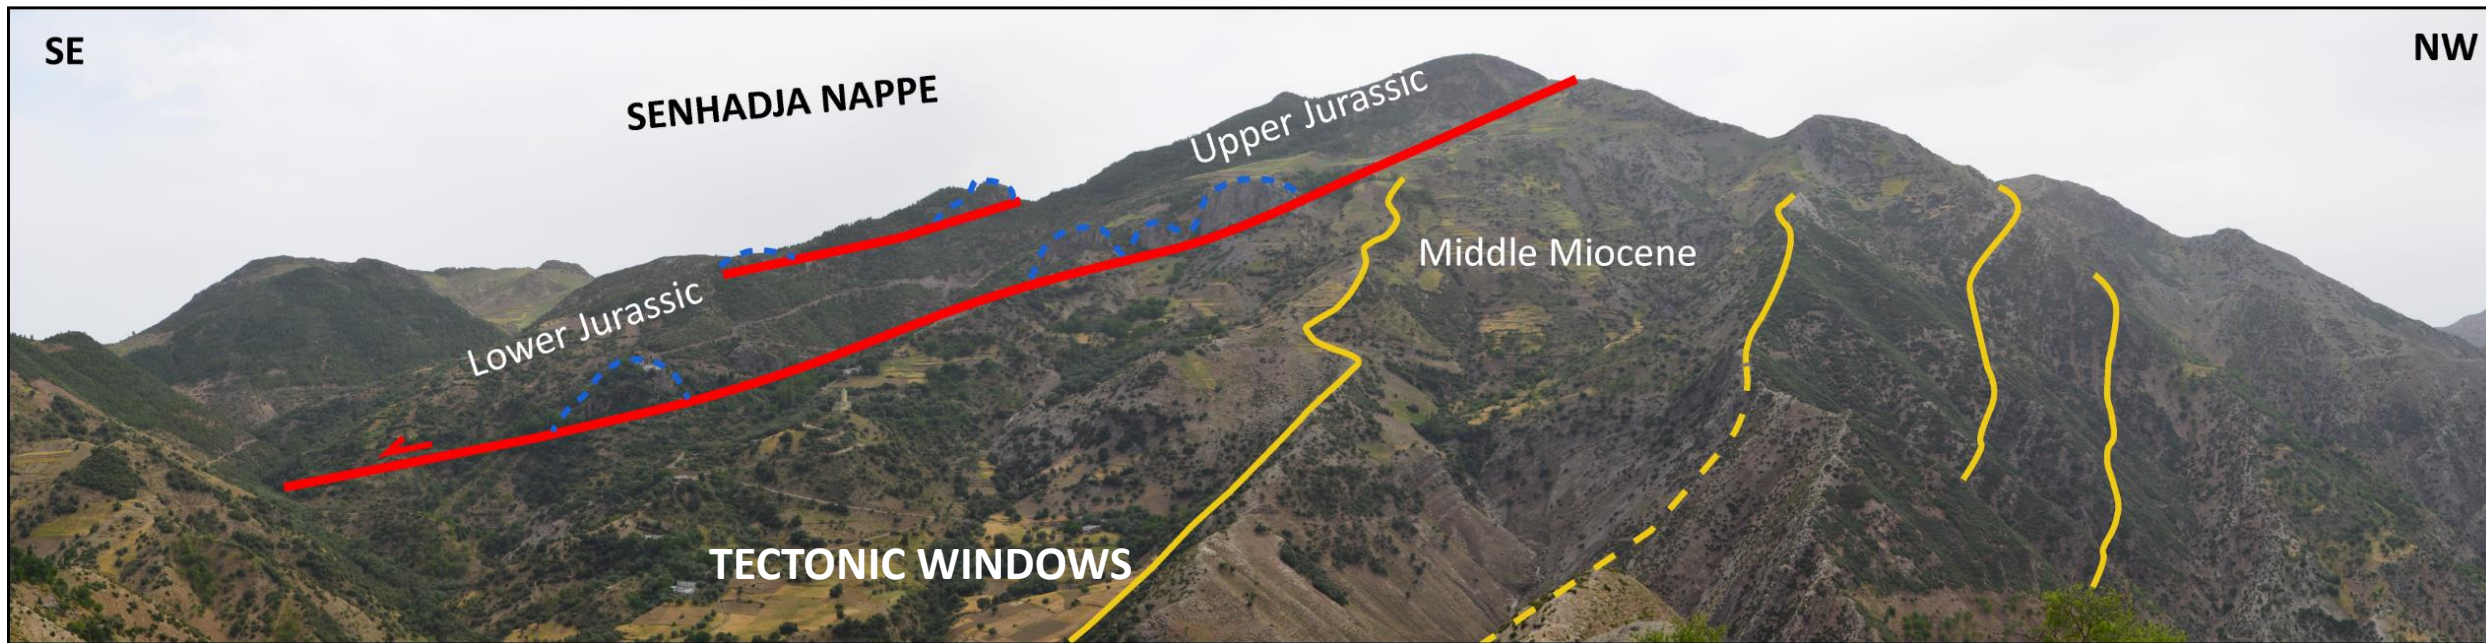 SE
NW
SENHADJA NAPPE
Upper Jurassic
Middle Miocene
Lower Jurassic
TECTONIC WINDOWS